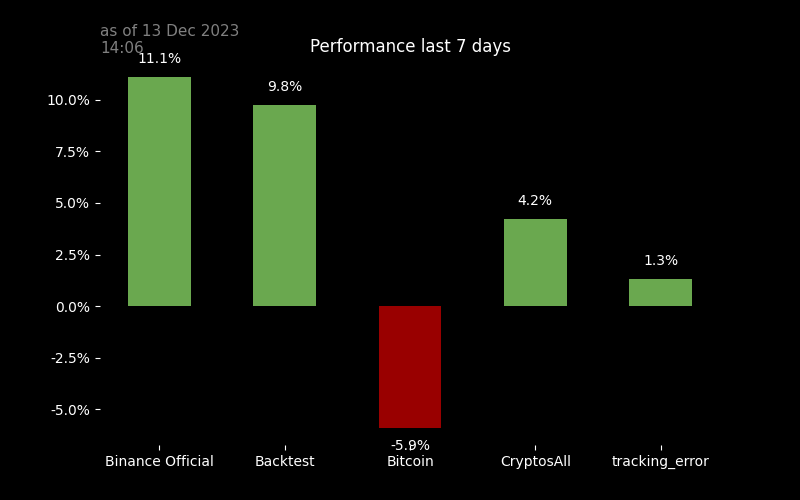 as of 13 Dec 2023
14:06
Performance last 7 days
11.1%
9.8%
4.2%
1.3%
-5.9%
10.0%
7.5%
5.0%
2.5%
0.0%
-2.5%
-5.0%
Binance Official
Backtest
Bitcoin
CryptosAll
tracking_error